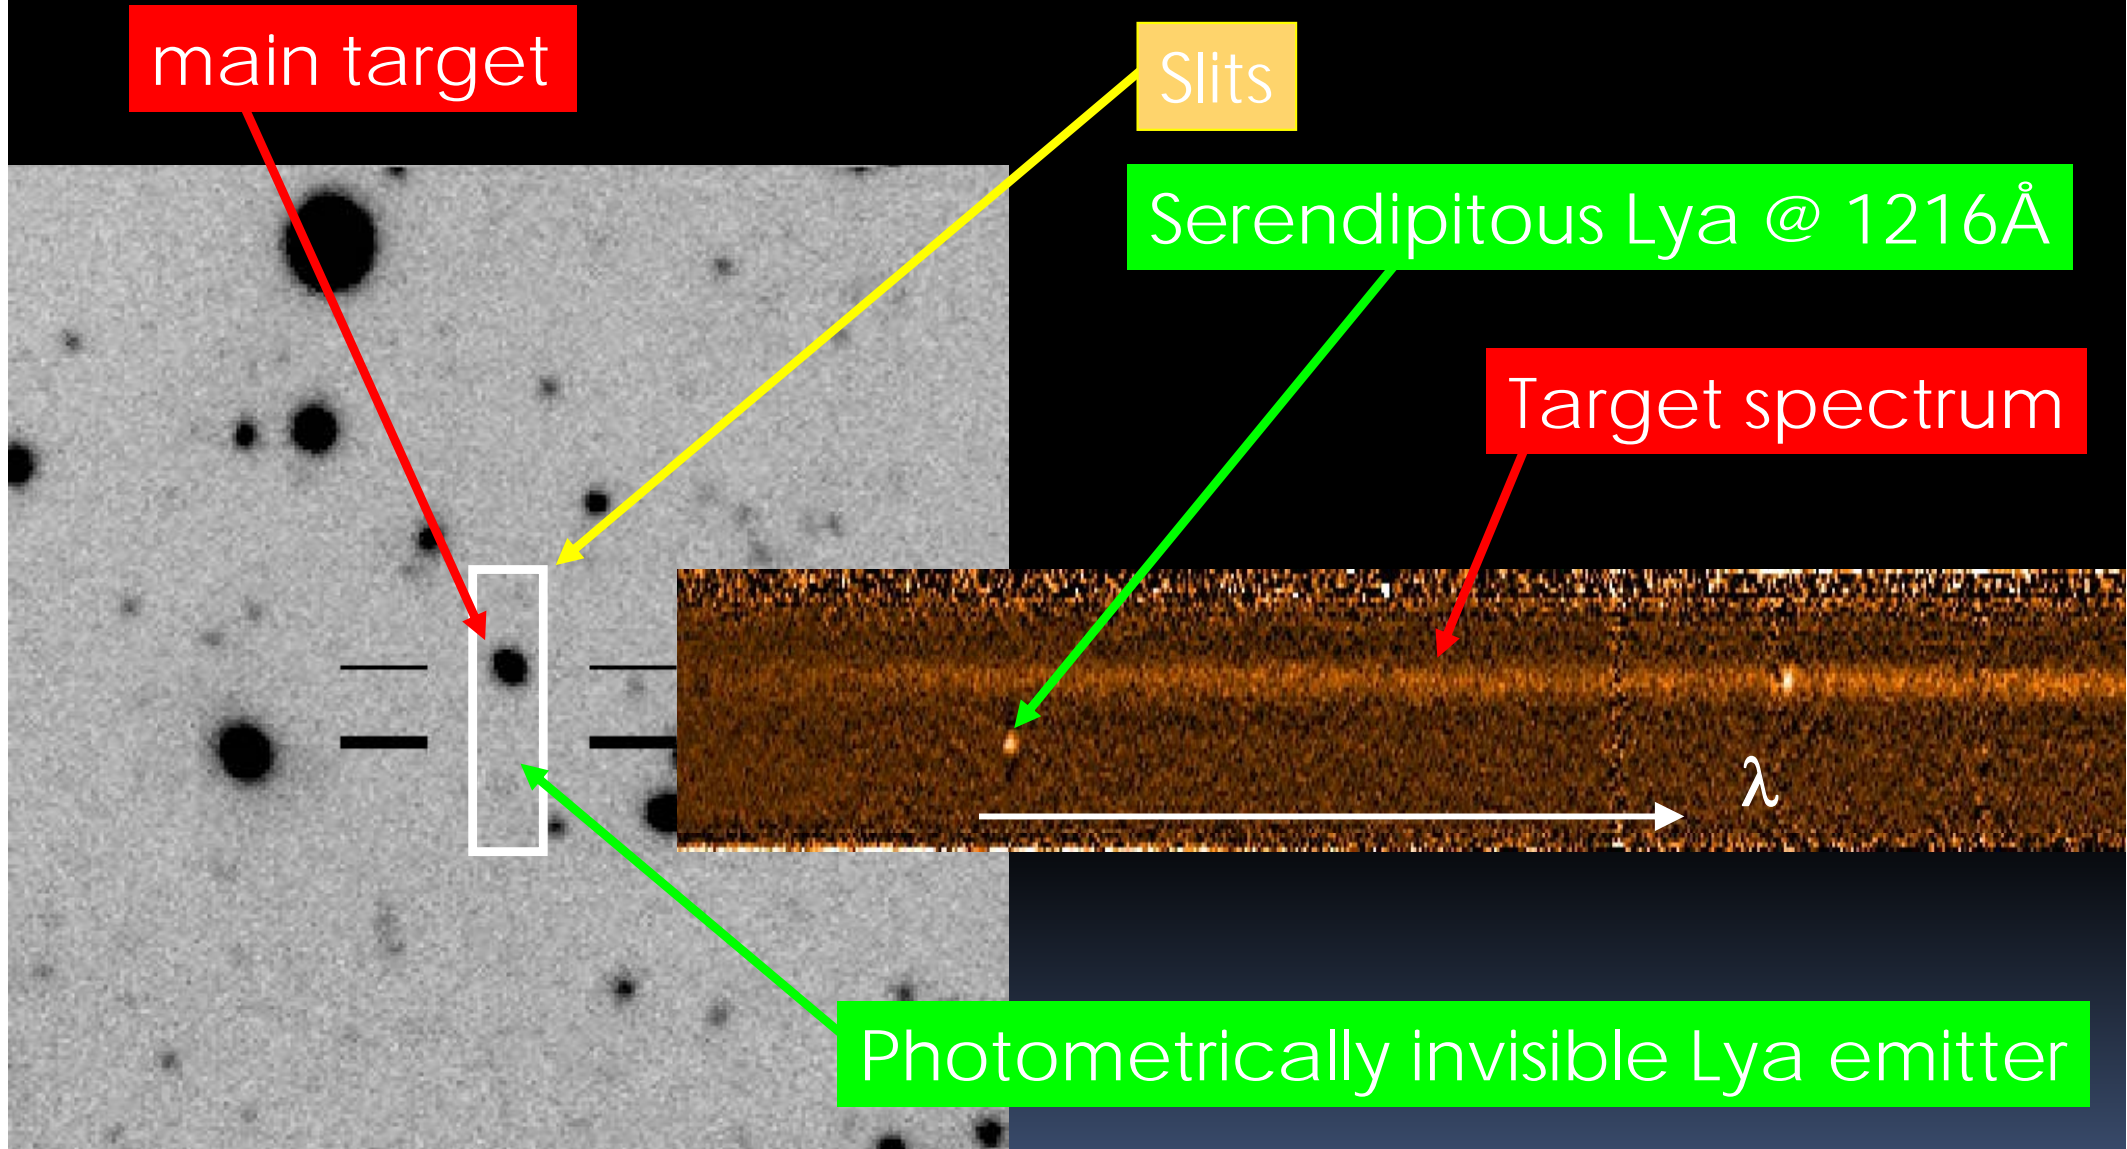 main target
Slits
Serendipitous Lya @ 1216Å
Target spectrum
λ
Photometrically invisible Lya emitter